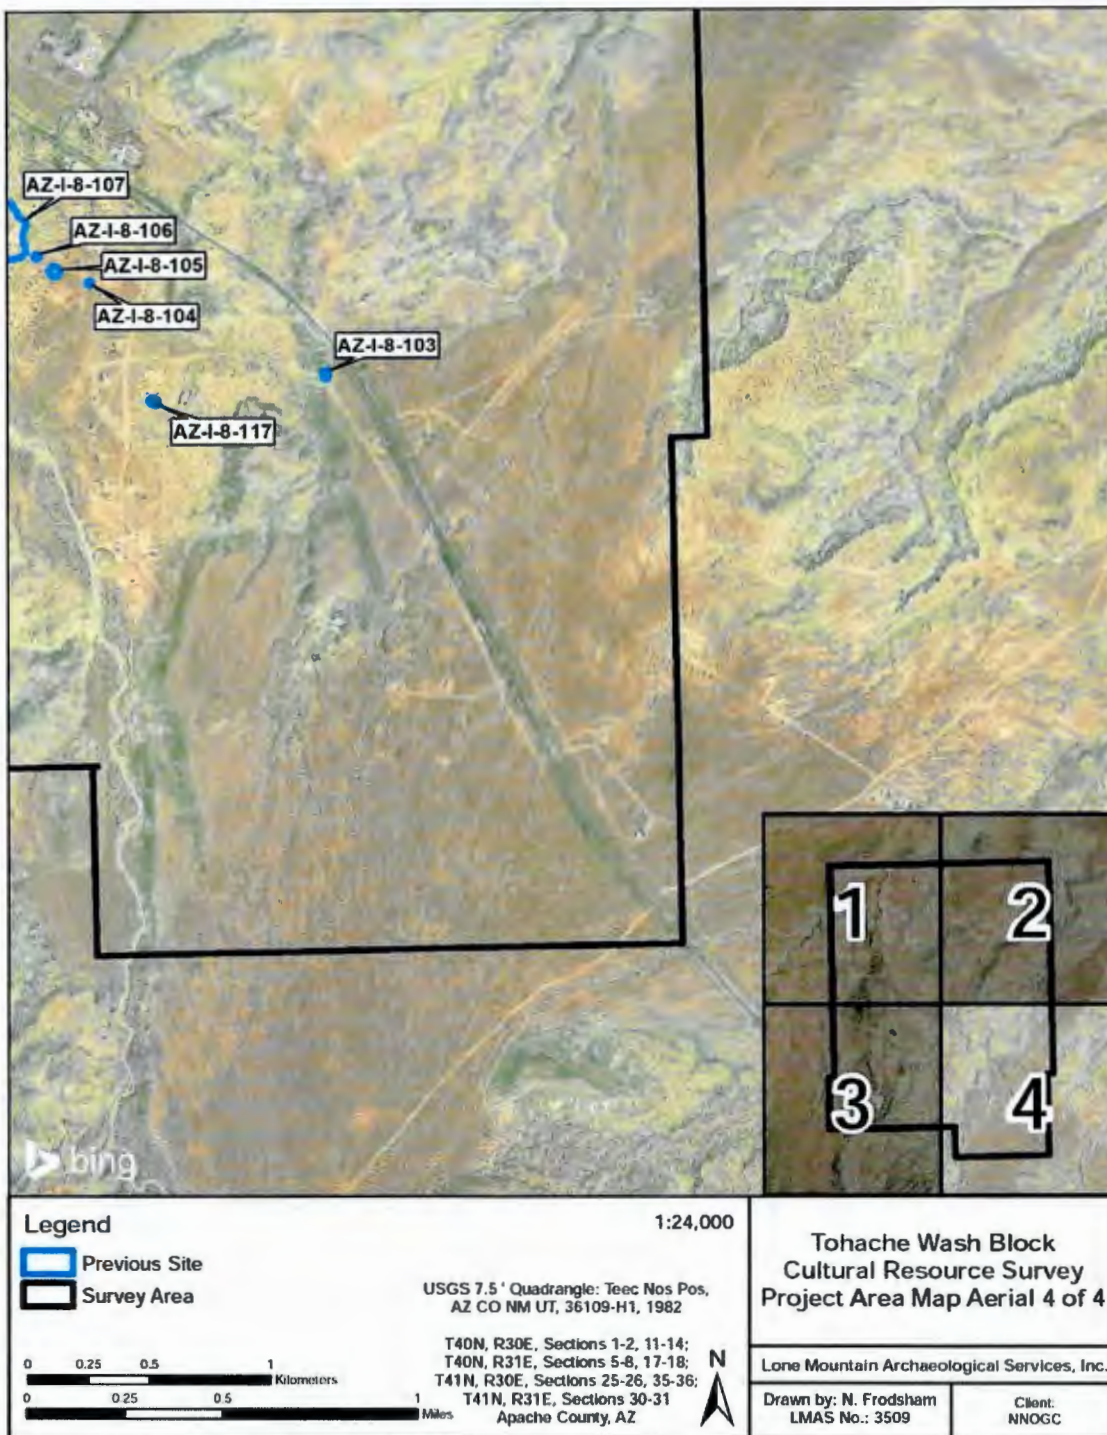 AZ-I-8-107
AZ-I-8-106
AZ-I-8-105
AZ-I-8-104
AZ-I-8-103
AZ-I-8-117
1
2
3
4
bing
Legend
Previous Site
Survey Area
1:24,000
USGS 7.5 ' Quadrangle: Teec Nos Pos,
AZ CO NM UT, 36109-H1, 1982
T40N, R30E, Sections 1-2, 11-14;
T40N, R31E, Sections 5-8, 17-18;
T41N, R30E, Sections 25-26, 35-36;
T41N, R31E, Sections 30-31
Apache County, AZ
N
0 0.25 0.5 1
Kilometers
0 0.25 0.5 1
Miles
Tohache Wash Block
Cultural Resource Survey
Project Area Map Aerial 4 of 4
Lone Mountain Archaeological Services, Inc.
Drawn by: N. Frodsham
LMAS No.: 3509
Client:
NNOGC